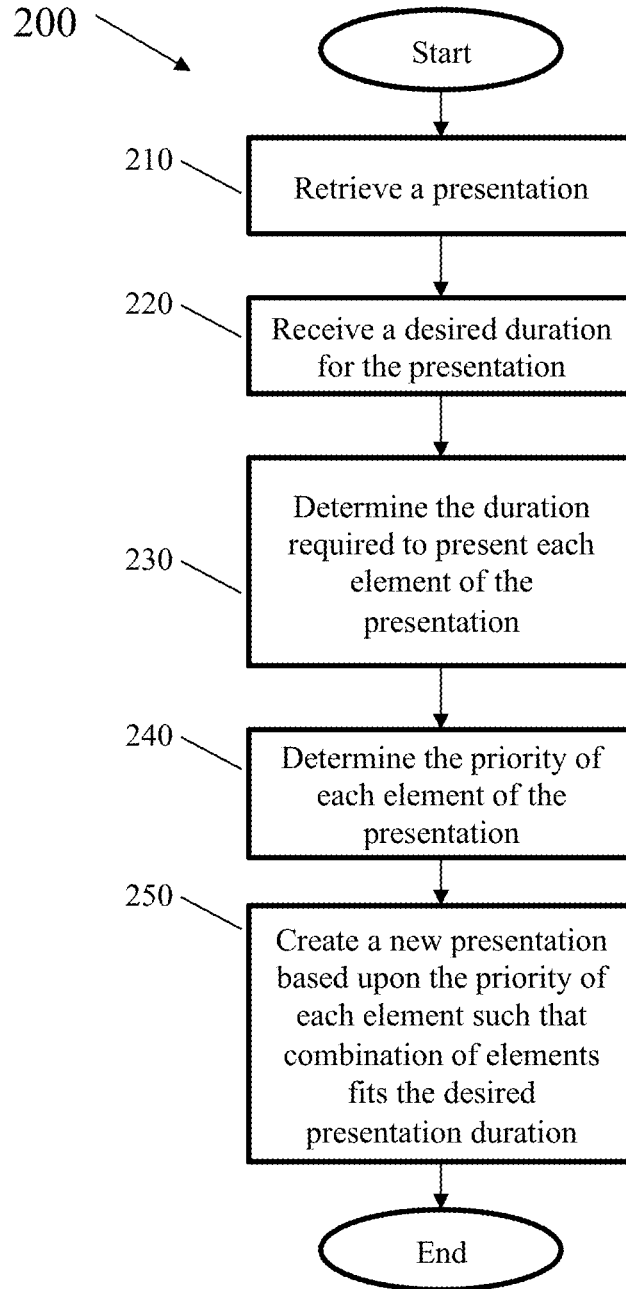 200
Start
210
Retrieve a presentation
220
Receive a desired duration
for the presentation
230
Determine the duration
required to present each
element of the
presentation
240
Determine the priority of
each element of the
presentation
250
Create a new presentation
based upon the priority of
each element such that
combination of elements
fits the desired
presentation duration
End